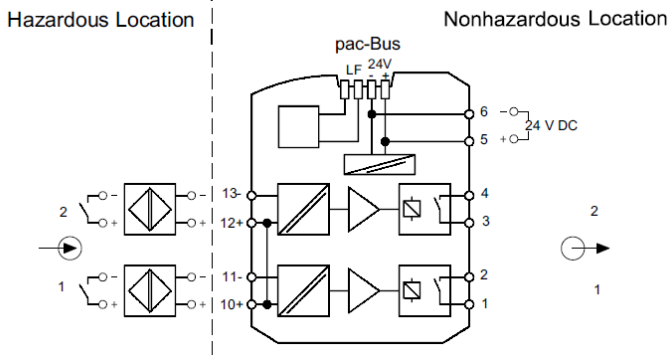 Hazardous Location
Nonhazardous Location
pac-Bus
LF 24V
- +
6 - 24 V DC
5 +
13- 4
2 - -
+ + 12+ 3 2
11- 2
1 - -
+ + 10+ 1 1